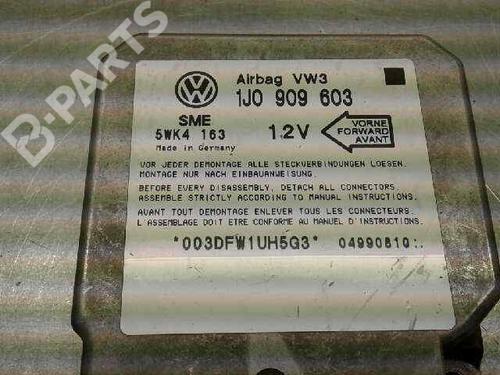 B-PARTS
Airbag VW3
1J0 909 603
SME
5WK4 163
12V
Made in Germany
VORNE
FORWARD
AVANT
VOR JEDER DEMONTAGE ALLE STECKVERBINDUNGEN LOESEN.
MONTAGE NUR NACH EINBAUANWEISUNG.
BEFORE EVERY DISASSEMBLY, DETACH ALL CONNECTORS.
ASSEMBLE STRICTLY ACCORDING TO MANUAL INSTRUCTIONS.
AVANT TOUT DEMONTAGE ENLEVER TOUS LES CONNECTEURS.
L'ASSEMBLAGE DOIT ETRE CONFORME AU MANUEL D'INSTRUCTIONS.
*003DFW1UH5G3* 04990810:.